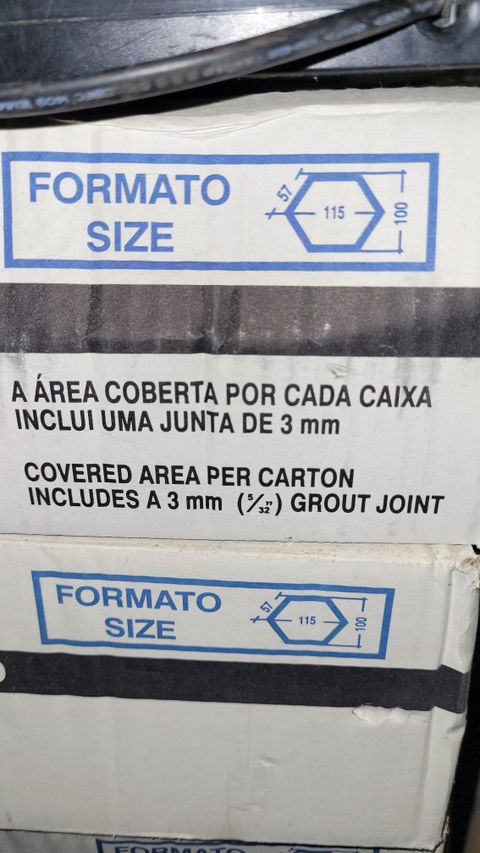 FORMATO
SIZE
57
115
100
A ÁREA COBERTA POR CADA CAIXA
INCLUI UMA JUNTA DE 3 mm
COVERED AREA PER CARTON
INCLUDES A 3 mm (5/32") GROUT JOINT
FORMATO
SIZE
57
115
100
FORMATO